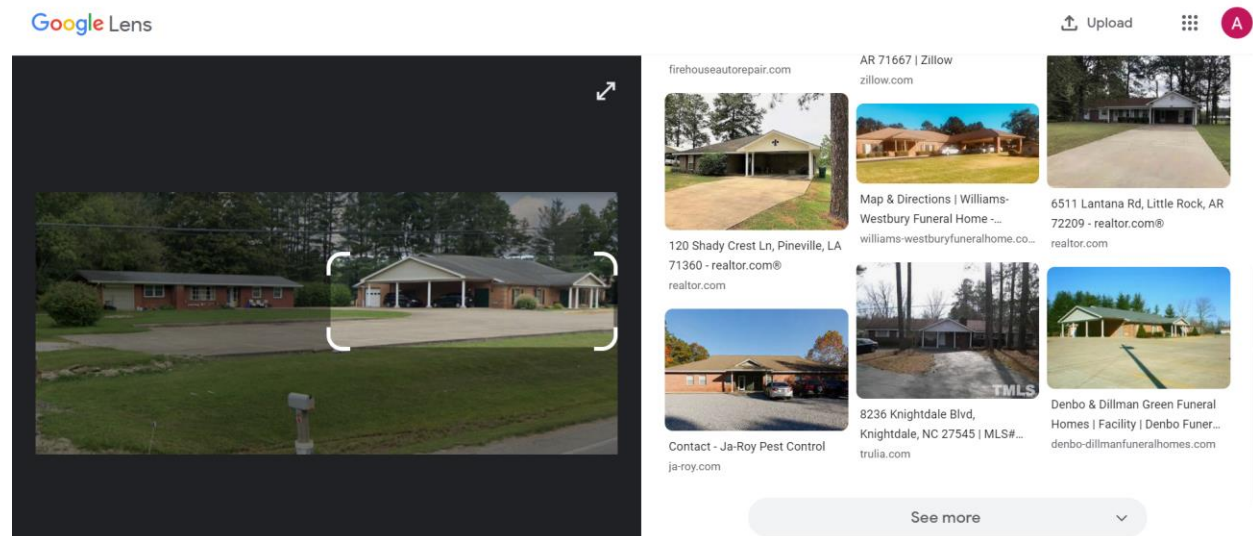 Google Lens
Upload
A
firehouseautorepair.com
120 Shady Crest Ln, Pineville, LA
71360 - realtor.com®
realtor.com
Contact - Ja-Roy Pest Control
ja-roy.com
AR 71667 | Zillow
zillow.com
Map & Directions | Williams-
Westbury Funeral Home -...
williams-westburyfuneralhome.co...
TMLS
8236 Knightdale Blvd,
Knightdale, NC 27545 | MLS#...
trulia.com
6511 Lantana Rd, Little Rock, AR
72209 - realtor.com®
realtor.com
Denbo & Dillman Green Funeral
Homes | Facility | Denbo Funer...
denbo-dillmanfuneralhomes.com
See more